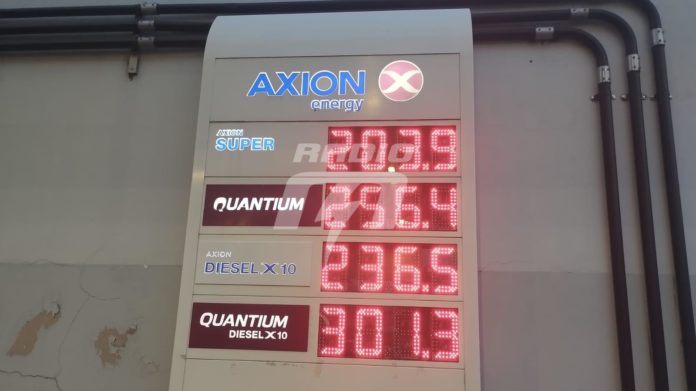 AXION
energy
AXION
SUPER
203.9
RADIO
QUANTIUM
256.4
AXION
DIESEL X10
236.5
QUANTIUM
DIESEL X10
301.3